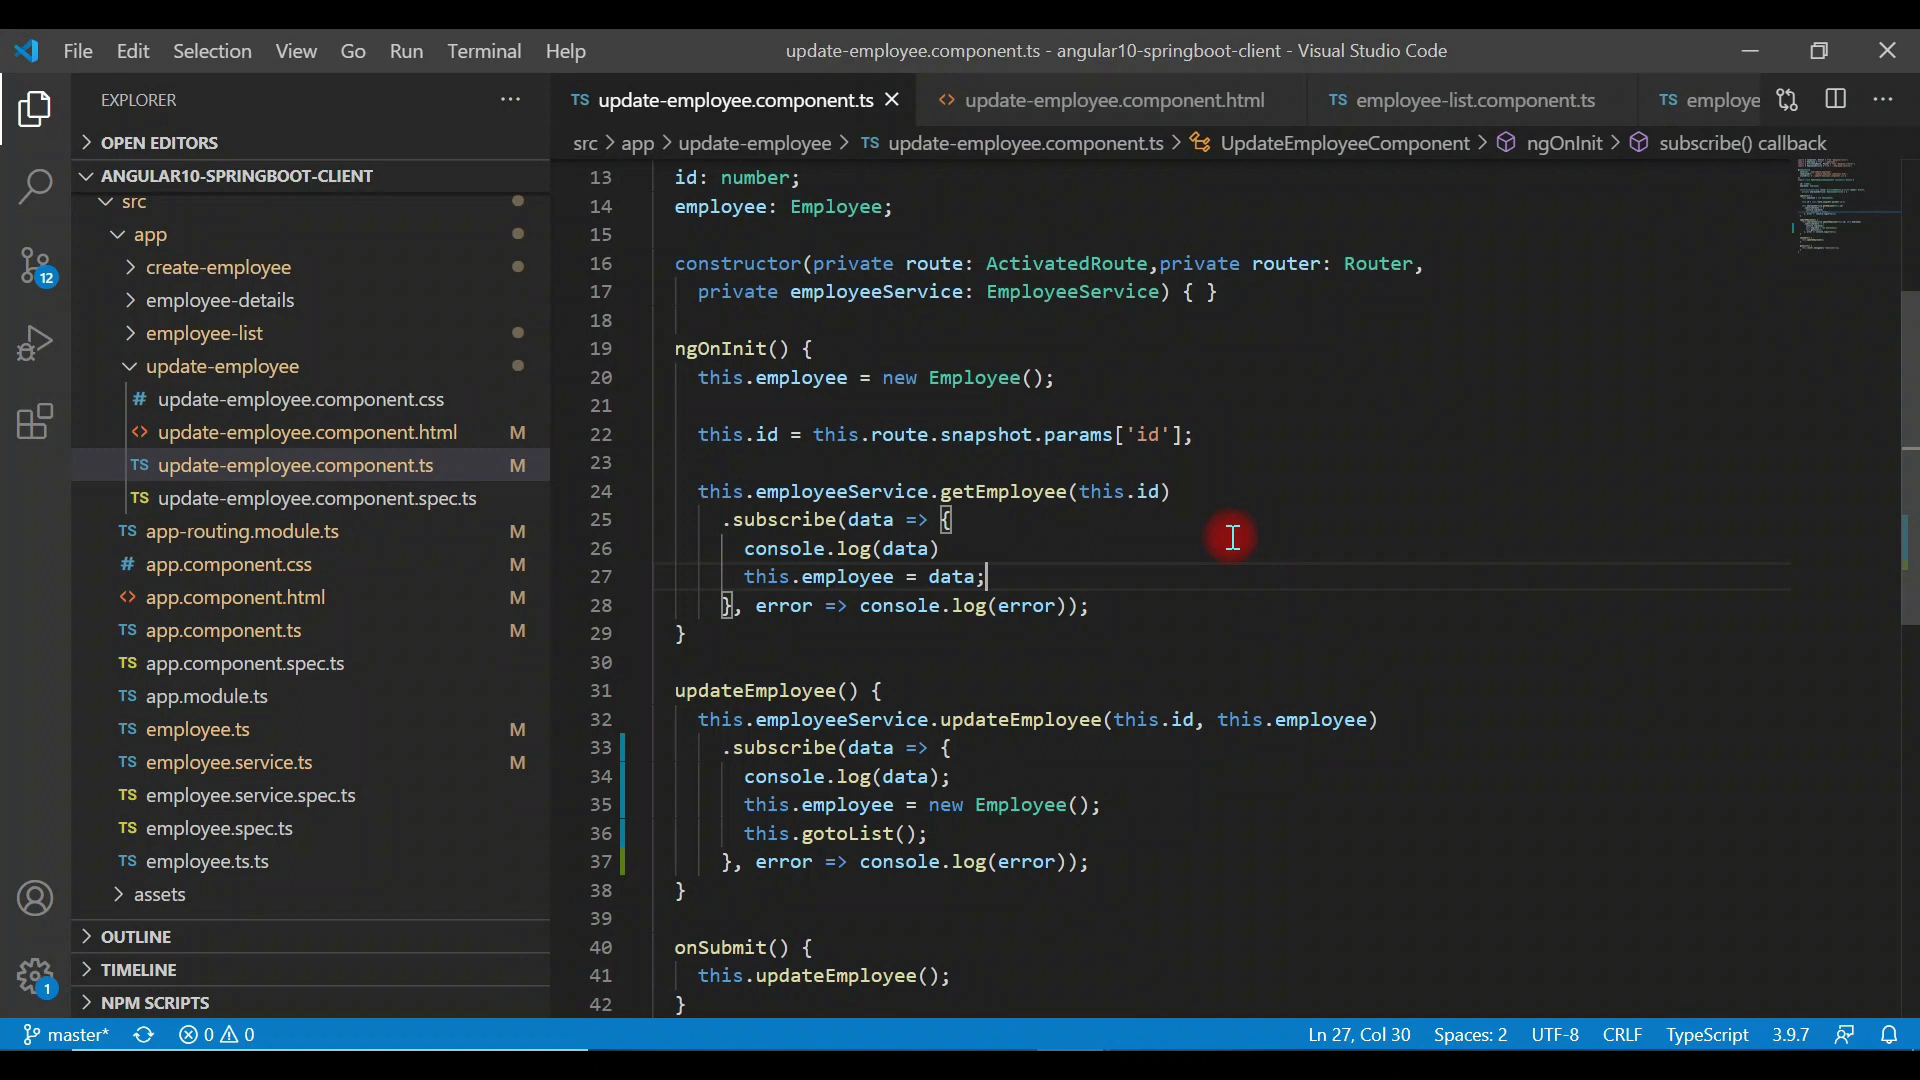 File Edit Selection View Go Run Terminal Help
update-employee.component.ts - angular10-springboot-client - Visual Studio Code
EXPLORER
OPEN EDITORS
ANGULAR10-SPRINGBOOT-CLIENT
src
app
create-employee
employee-details
employee-list
update-employee
# update-employee.component.css
<> update-employee.component.html M
TS update-employee.component.ts M
TS update-employee.component.spec.ts
TS app-routing.module.ts M
# app.component.css
<> app.component.html M
TS app.component.ts M
TS app.component.spec.ts
TS app.module.ts
TS employee.ts M
TS employee.service.ts M
TS employee.service.spec.ts
TS employee.spec.ts
TS employee.ts.ts
assets
OUTLINE
TIMELINE
NPM SCRIPTS
12
1
TS update-employee.component.ts <> update-employee.component.html TS employee-list.component.ts TS employe
src > app > update-employee > TS update-employee.component.ts > UpdateEmployeeComponent > ngOnInit > subscribe() callback
13 id: number;
14 employee: Employee;
15
16 constructor(private route: ActivatedRoute,private router: Router,
17 private employeeService: EmployeeService) { }
18
19 ngOnInit() {
20 this.employee = new Employee();
21
22 this.id = this.route.snapshot.params['id'];
23
24 this.employeeService.getEmployee(this.id)
25 .subscribe(data => {
26 console.log(data)
27 this.employee = data;
28 }, error => console.log(error));
29 }
30
31 updateEmployee() {
32 this.employeeService.updateEmployee(this.id, this.employee)
33 .subscribe(data => {
34 console.log(data);
35 this.employee = new Employee();
36 this.gotoList();
37 }, error => console.log(error));
38 }
39
40 onSubmit() {
41 this.updateEmployee();
42 }
master* 0 0 Ln 27, Col 30 Spaces: 2 UTF-8 CRLF TypeScript 3.9.7